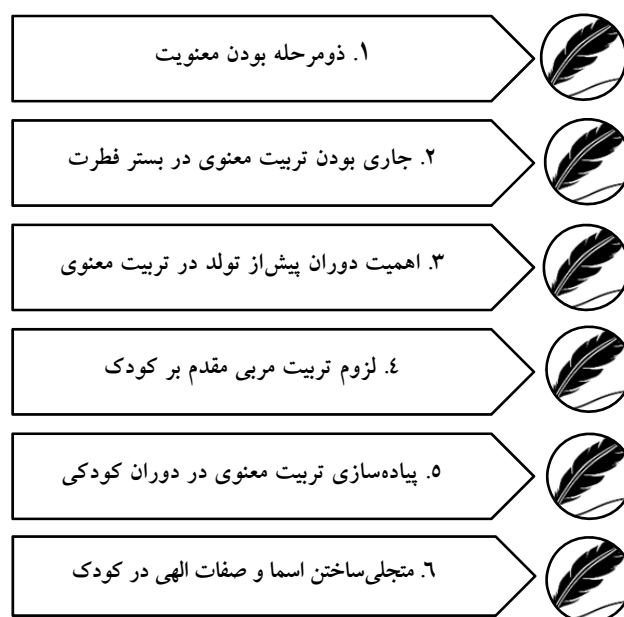 ۱. ذومرحله بودن معنویت
۲. جاری بودن تربیت معنوی در بستر فطرت
۳. اهمیت دوران پیش‌از تولد در تربیت معنوی
٤. لزوم تربیت مربی مقدم بر کودک
٥. پیاده‌سازی تربیت معنوی در دوران کودکی
٦. متجلی‌ساختن اسما و صفات الهی در کودک